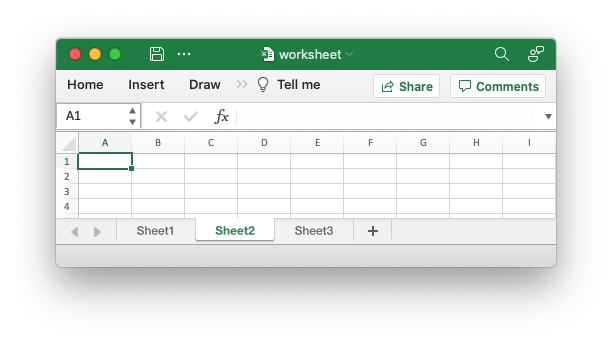 worksheet
Home Insert Draw Tell me Share Comments
A1 fx
A B C D E F G H I
1
2
3
4
Sheet1 Sheet2 Sheet3 +